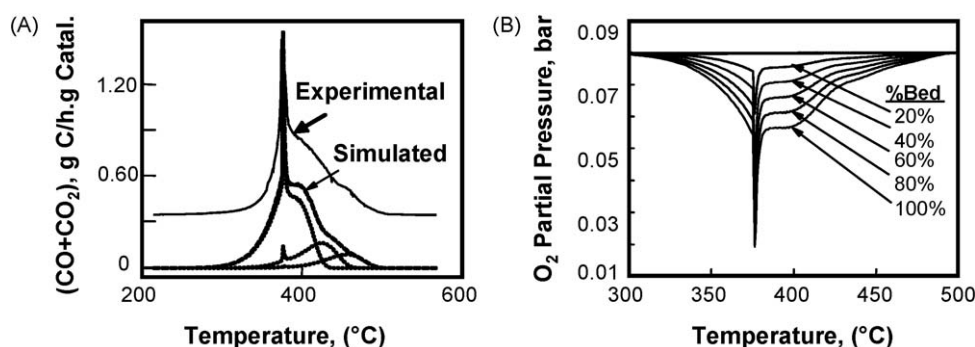 (A)
(CO+CO₂), g C/h.g Catal.
1.20
0.60
0
200
400
600
Temperature, (°C)
Experimental
Simulated
(B)
O₂ Partial Pressure, bar
0.09
0.07
0.05
0.03
0.01
300
350
400
450
500
Temperature, (°C)
%Bed
20%
40%
60%
80%
100%